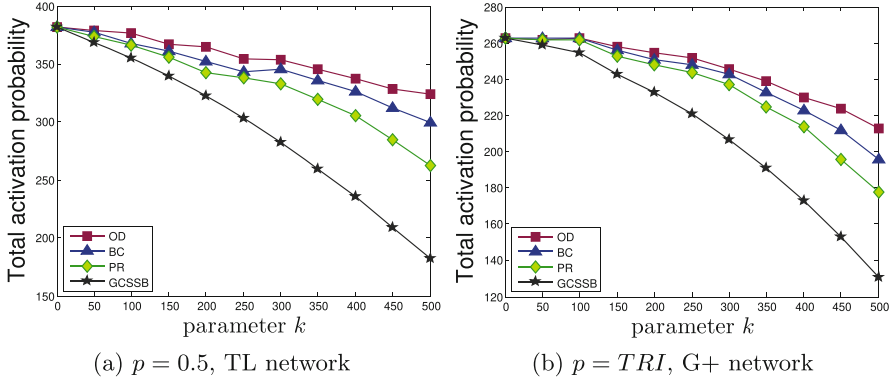 Total activation probability
400
350
300
250
200
150
OD
BC
PR
GCSSB
0 50 100 150 200 250 300 350 400 450 500
parameter k
(a) p = 0.5, TL network
Total activation probability
280
260
240
220
200
180
160
140
120
OD
BC
PR
GCSSB
0 50 100 150 200 250 300 350 400 450 500
parameter k
(b) p = TRI, G+ network